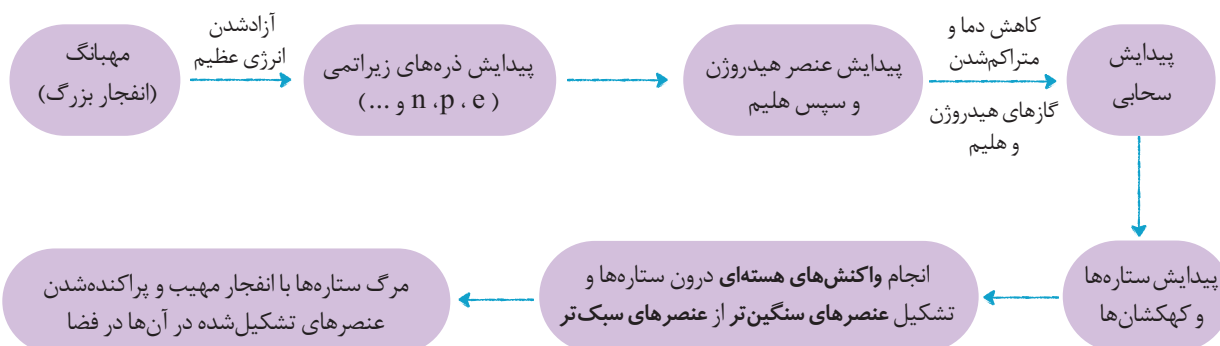 مهبانگ
(انفجار بزرگ)
آزادشدن
انرژی عظیم
پیدایش ذره‌های زیراتمی
( n ،p ، e و ...)
پیدایش عنصر هیدروژن
و سپس هلیم
کاهش دما و
متراکم‌شدن
گازهای هیدروژن
و هلیم
پیدایش
سحابی
پیدایش ستاره‌ها
و کهکشان‌ها
انجام واکنش‌های هسته‌ای درون ستاره‌ها و
تشکیل عنصرهای سنگین‌تر از عنصرهای سبک‌تر
مرگ ستاره‌ها با انفجار مهیب و پراکنده‌شدن
عنصرهای تشکیل‌شده در آن‌ها در فضا